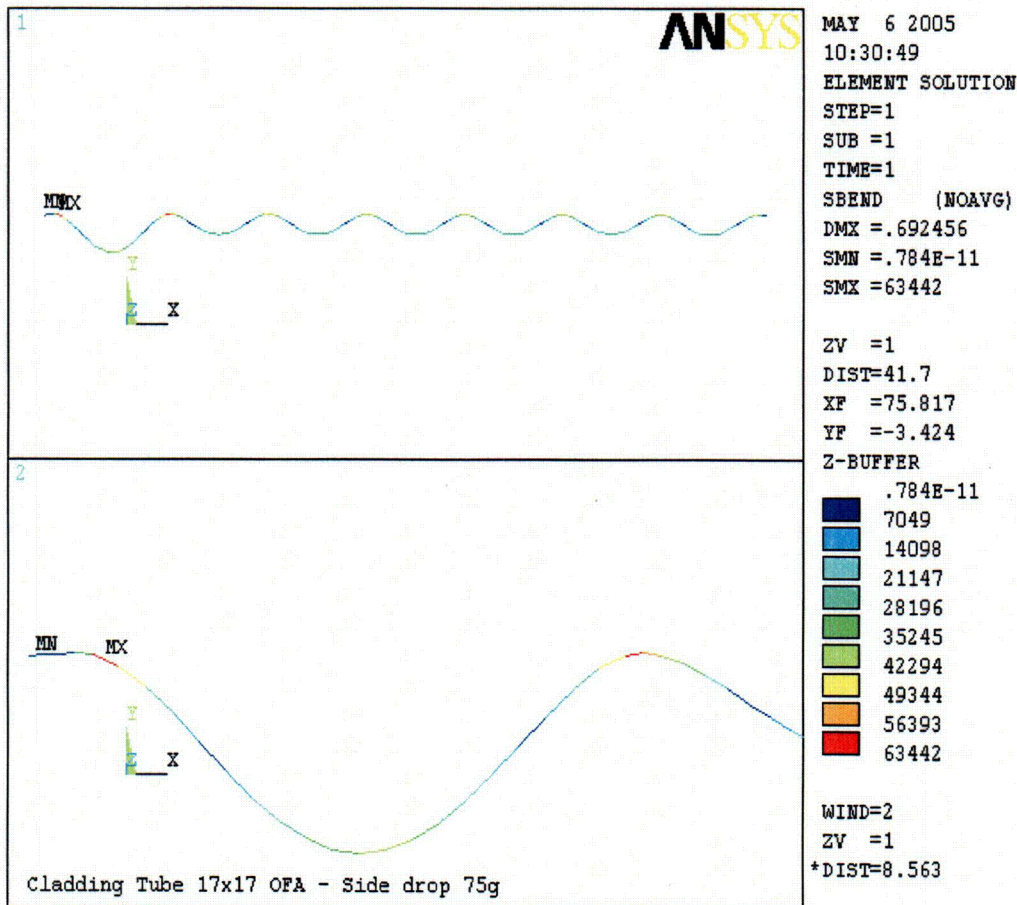 1
ANSYS
MNMX
Y
Z X
2
MN MX
Y
Z X
Cladding Tube 17x17 OFA - Side drop 75g
MAY 6 2005
10:30:49
ELEMENT SOLUTION
STEP=1
SUB =1
TIME=1
SBEND (NOAVG)
DMX =.692456
SMN =.784E-11
SMX =63442
ZV =1
DIST=41.7
XF =75.817
YF =-3.424
Z-BUFFER
.784E-11
7049
14098
21147
28196
35245
42294
49344
56393
63442
WIND=2
ZV =1
*DIST=8.563